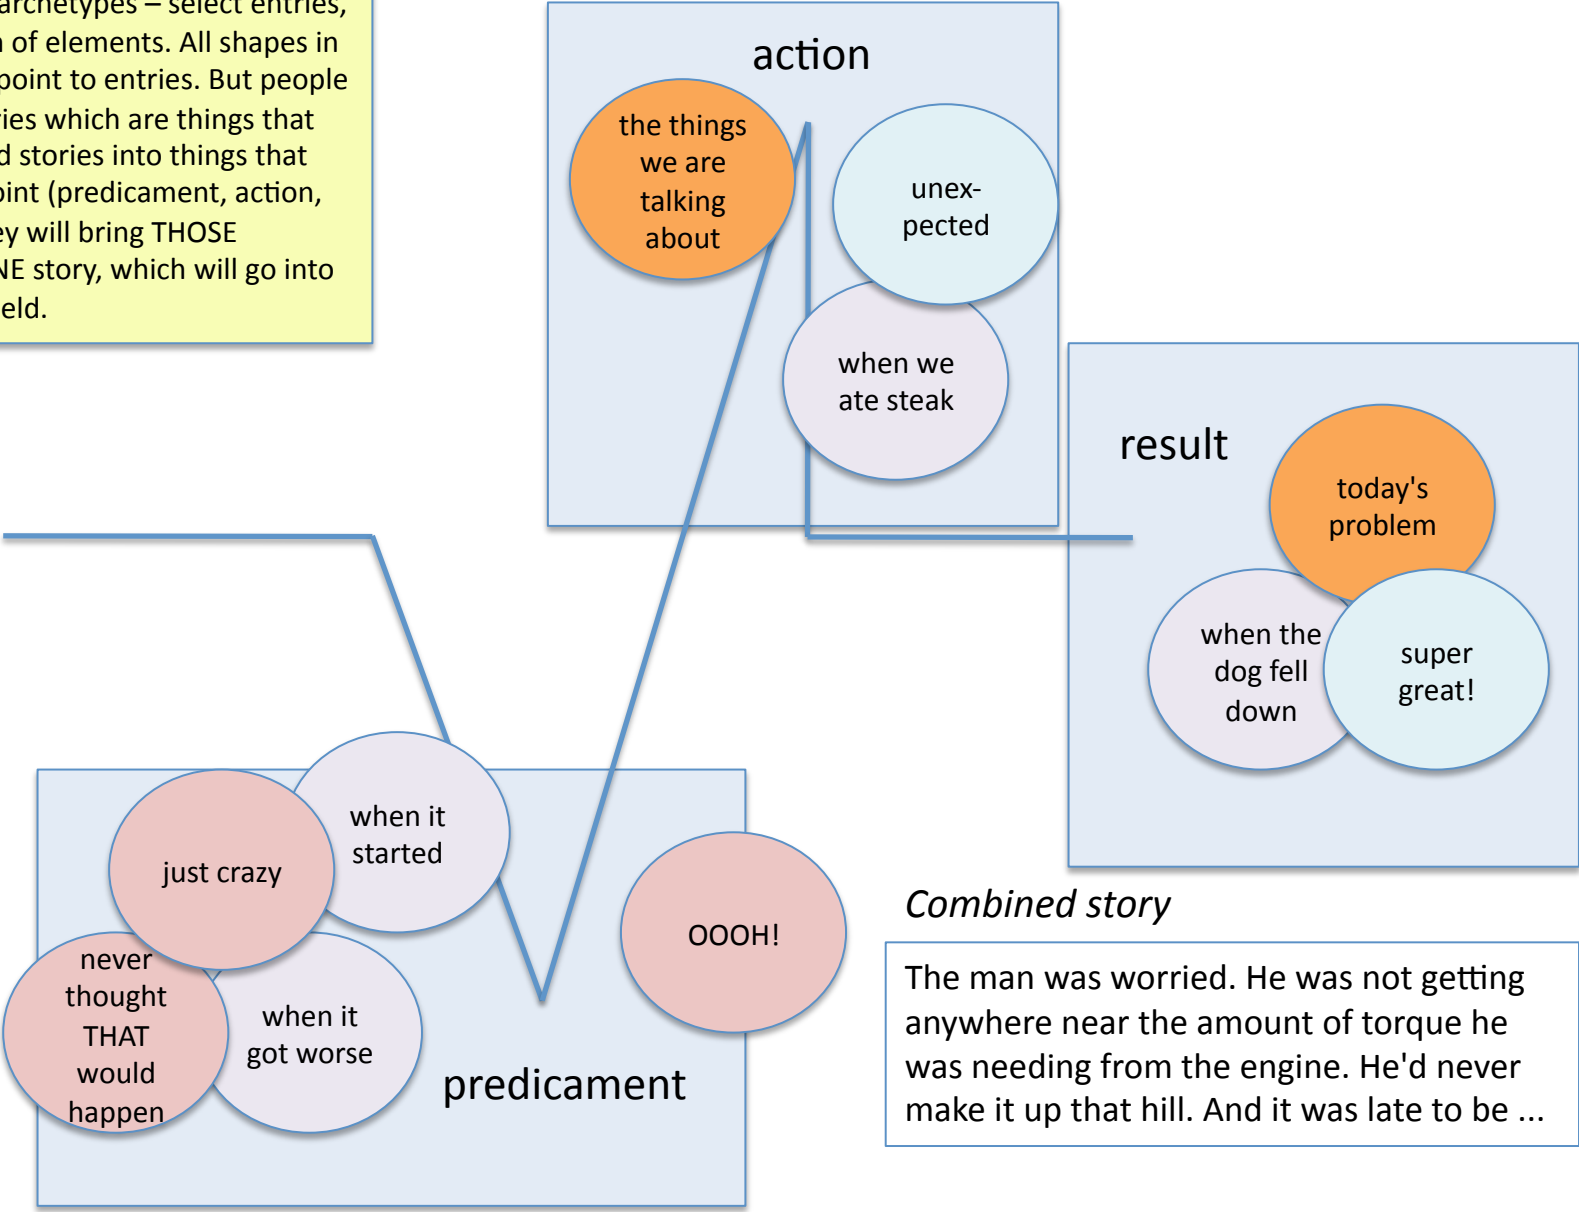 archetypes – select entries,
of elements. All shapes in
point to entries. But people
which are things that
stories into things that
(predicament, action,
will bring THOSE
story, which will go into
action
the things
we are
talking
about
unex-
pected
when we
ate steak
result
today's
problem
when the
dog fell
down
super
great!
when it
started
just crazy
OOOH!
never
thought
THAT
would
happen
when it
got worse
predicament
Combined story
The man was worried. He was not getting
anywhere near the amount of torque he
was needing from the engine. He'd never
make it up that hill. And it was late to be ...